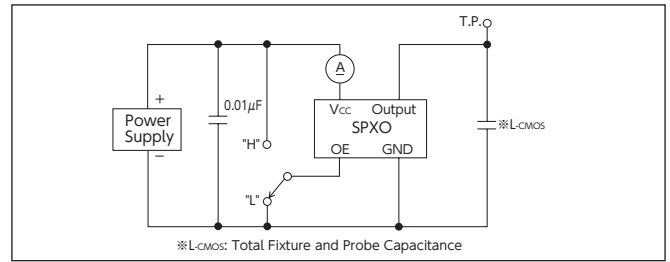 T.P.
A
+
0.01μF
Vcc Output
Power
Supply
SPXO
※L-CMOS
"H"
OE GND
−
"L"
※L-CMOS: Total Fixture and Probe Capacitance